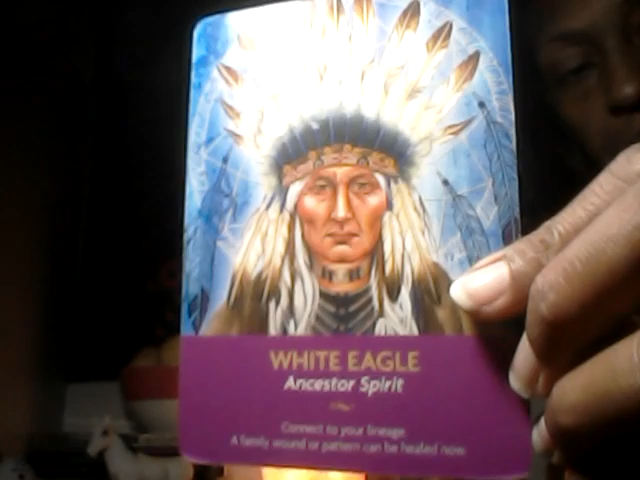 WHITE EAGLE
Ancestor Spirit
Connect to your lineage.
A family wound or pattern can be healed now.